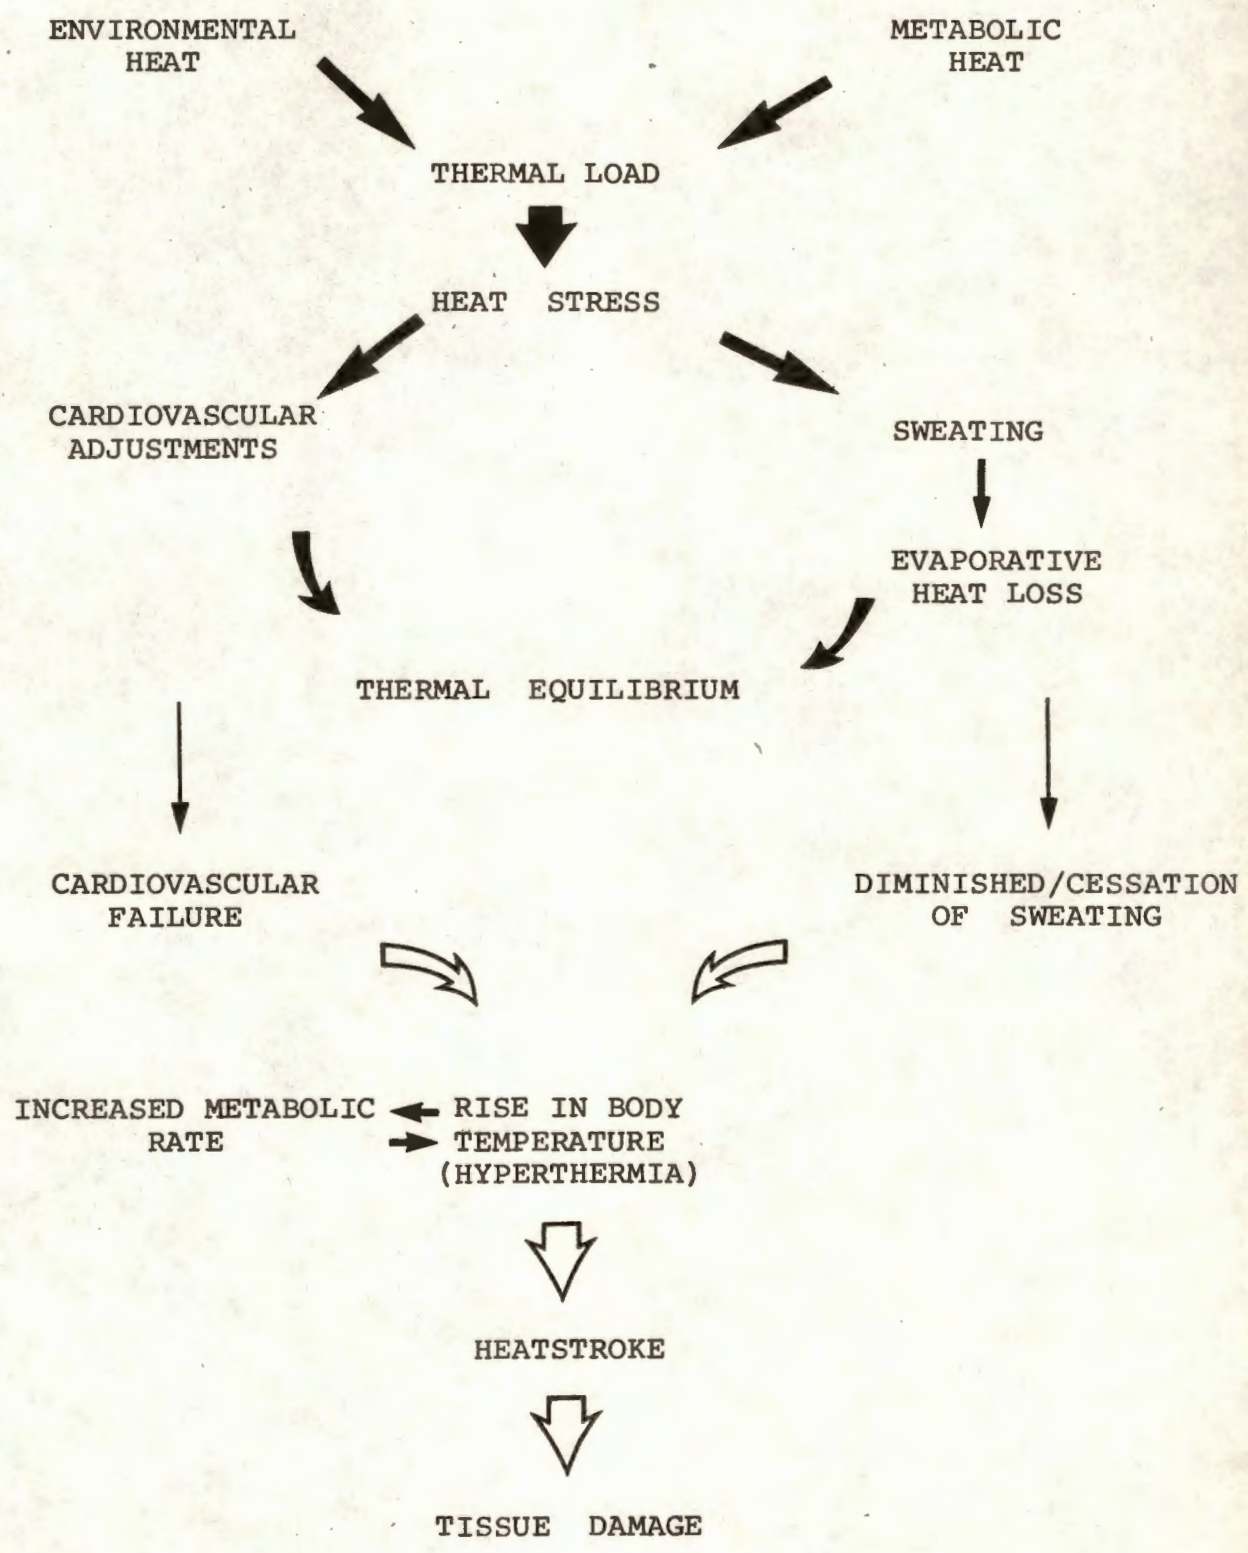 ENVIRONMENTAL
HEAT
METABOLIC
HEAT
THERMAL LOAD
HEAT STRESS
CARDIOVASCULAR
ADJUSTMENTS
SWEATING
EVAPORATIVE
HEAT LOSS
THERMAL EQUILIBRIUM
CARDIOVASCULAR
FAILURE
DIMINISHED/CESSATION
OF SWEATING
INCREASED METABOLIC
RATE
RISE IN BODY
TEMPERATURE
(HYPERTHERMIA)
HEATSTROKE
TISSUE DAMAGE